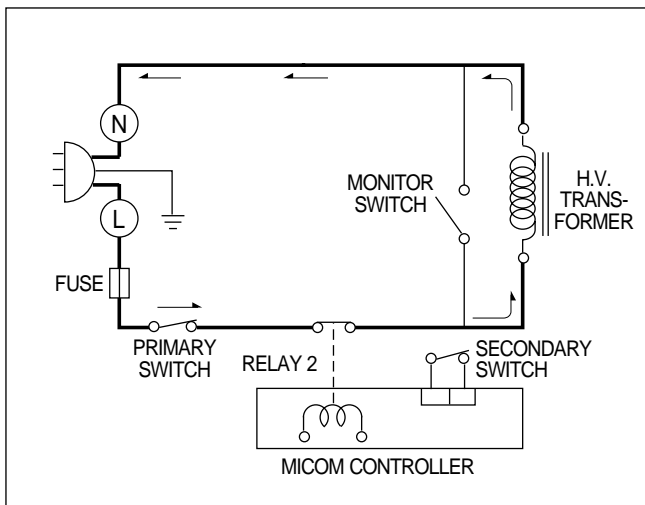 N
L
FUSE
PRIMARY
SWITCH
RELAY 2
MONITOR
SWITCH
H.V.
TRANS-
FORMER
SECONDARY
SWITCH
MICOM CONTROLLER